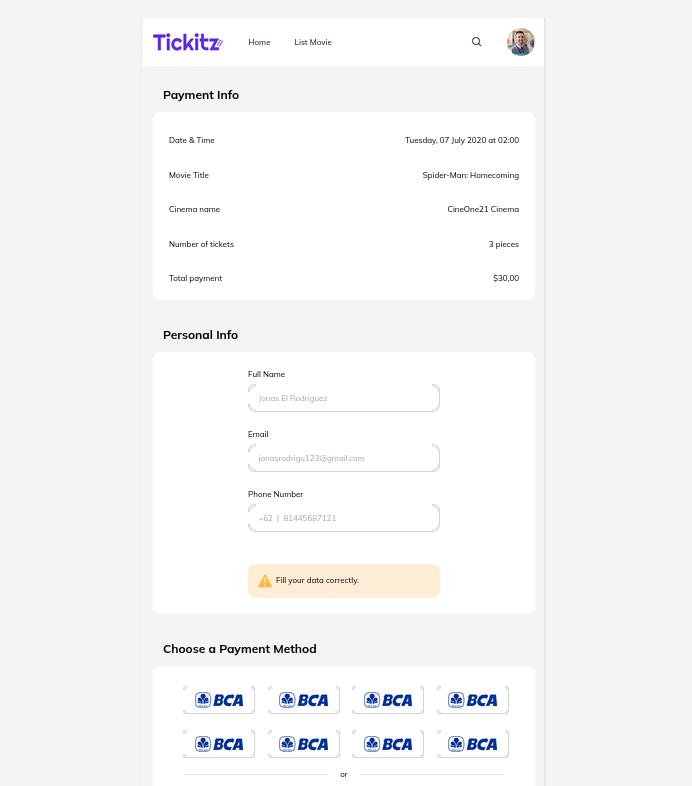 Tickitz
Home
List Movie
Payment Info
Date & Time
Tuesday, 07 July 2020 at 02:00
Movie Title
Spider-Man: Homecoming
Cinema name
CineOne21 Cinema
Number of tickets
3 pieces
Total payment
$30,00
Personal Info
Full Name
Jonas El Rodriguez
Email
jonasrodrigu123@gmail.com
Phone Number
+62 | 81445687121
Fill your data correctly.
Choose a Payment Method
BCA
BCA
BCA
BCA
BCA
BCA
BCA
BCA
or